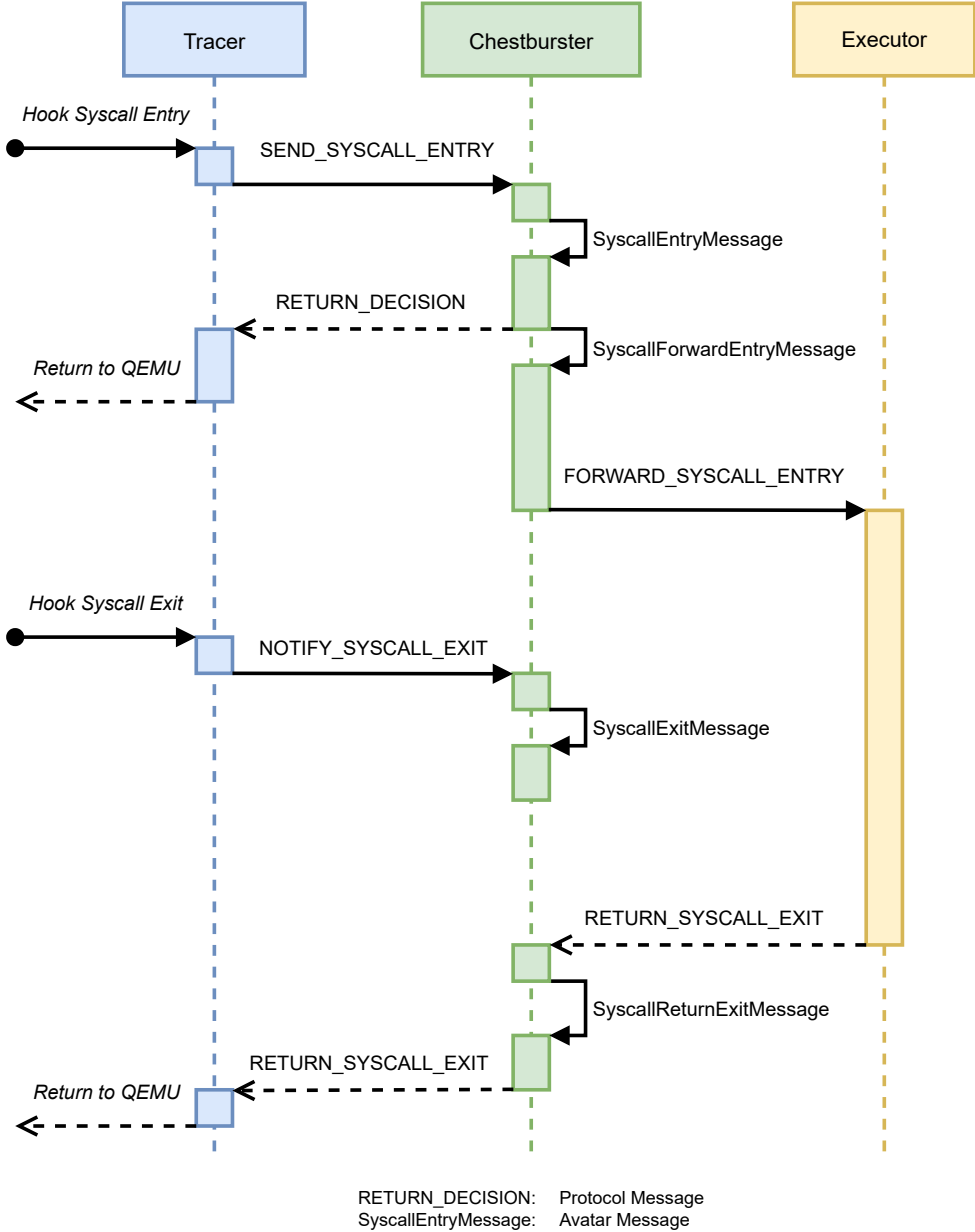 Tracer
Chestburster
Executor
Hook Syscall Entry
SEND_SYSCALL_ENTRY
SyscallEntryMessage
RETURN_DECISION
SyscallForwardEntryMessage
Return to QEMU
FORWARD_SYSCALL_ENTRY
Hook Syscall Exit
NOTIFY_SYSCALL_EXIT
SyscallExitMessage
RETURN_SYSCALL_EXIT
SyscallReturnExitMessage
RETURN_SYSCALL_EXIT
Return to QEMU
RETURN_DECISION: Protocol Message
SyscallEntryMessage: Avatar Message